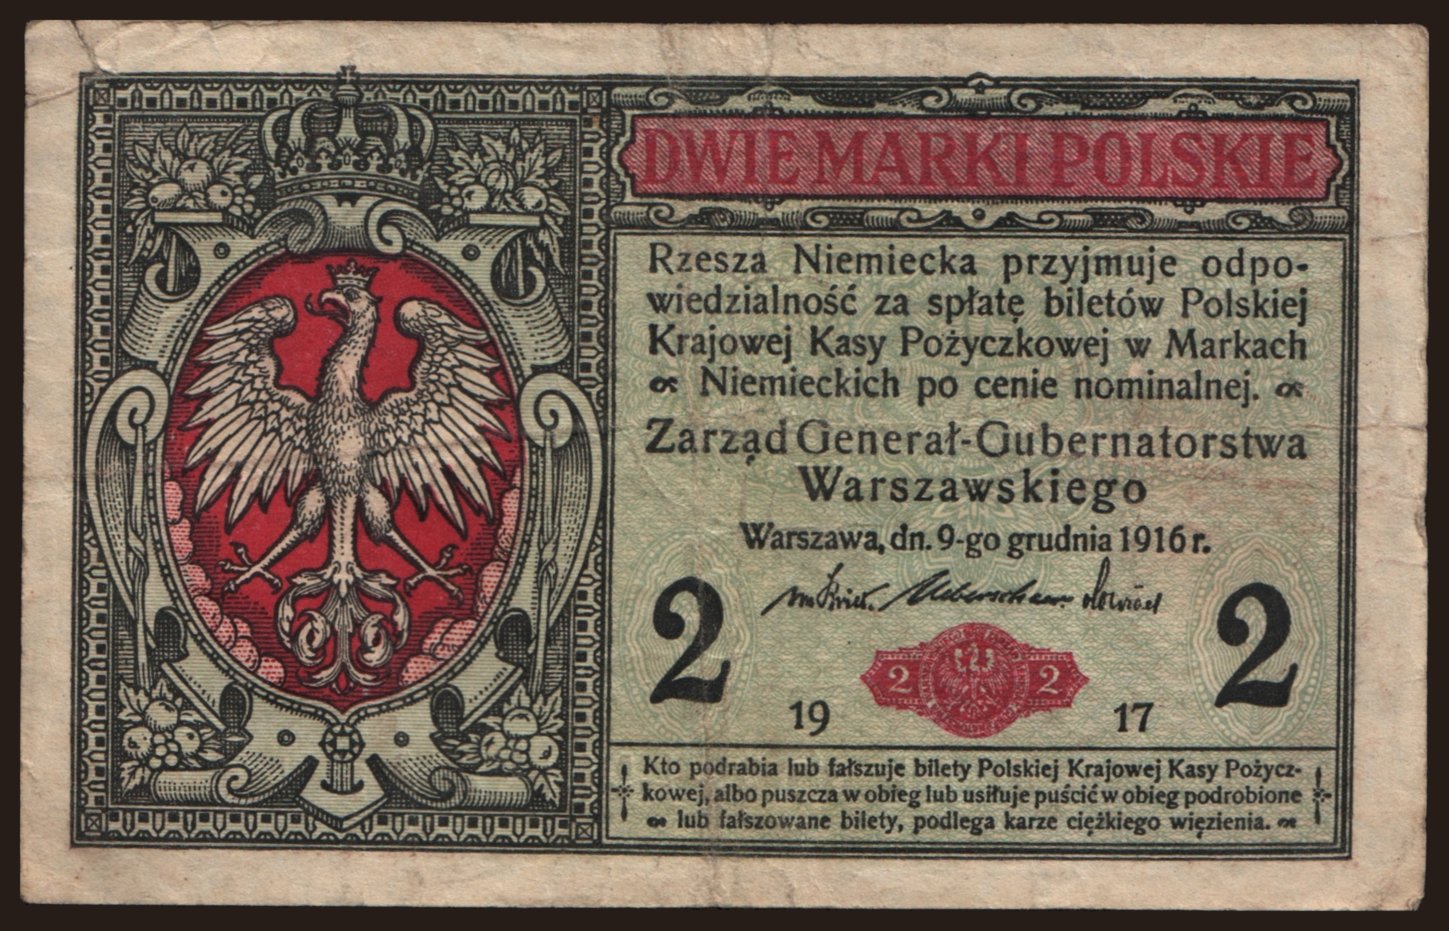 DWIE MARKI POLSKIE
Rzesza Niemiecka przyjmuje odpo-
wiedzialność za spłatę biletów Polskiej
Krajowej Kasy Pożyczkowej w Markach
Niemieckich po cenie nominalnej.
Zarząd Generał-Gubernatorstwa
Warszawskiego
Warszawa, dn. 9-go grudnia 1916 r.
2 2
2 2
19 17
Kto podrabia lub fałszuje bilety Polskiej Krajowej Kasy Pożycz-
kowej, albo puszcza w obieg lub usiłuje puścić w obieg podrobione
lub fałszowane bilety, podlega karze ciężkiego więzienia.